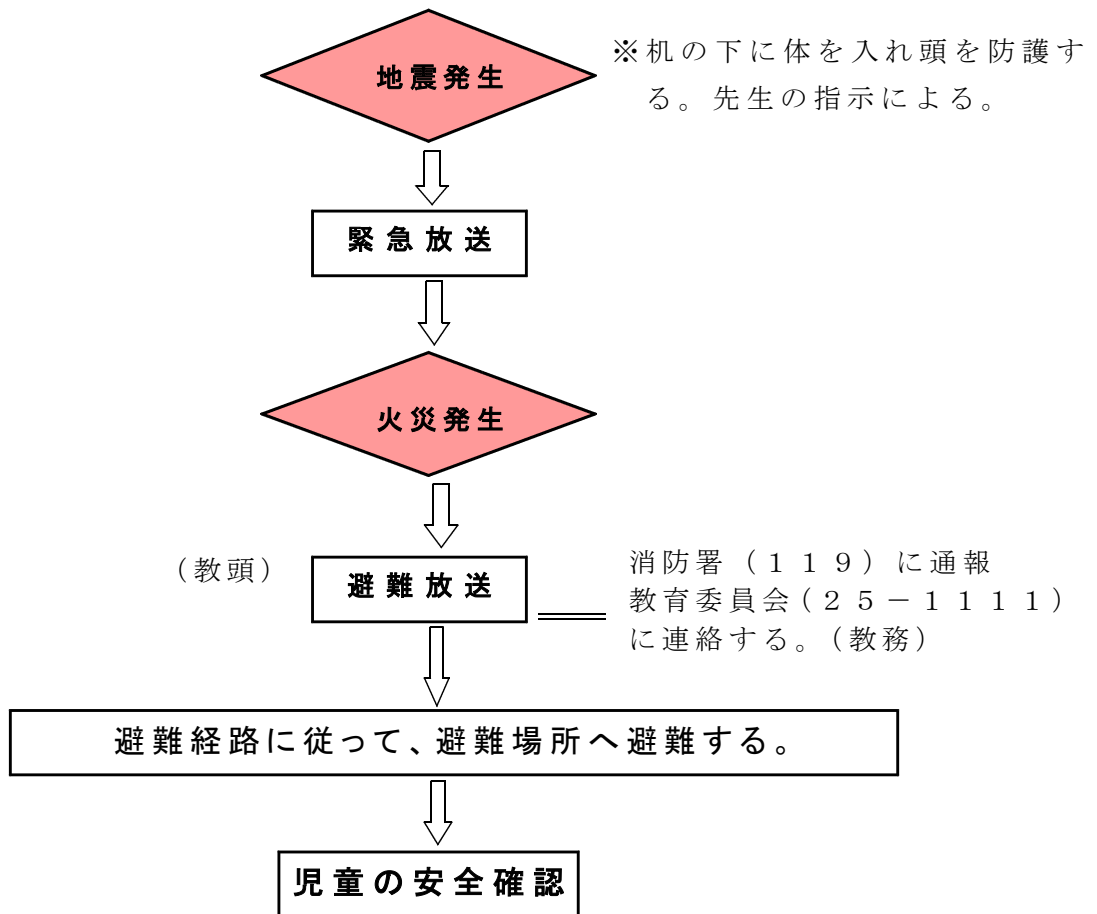 地震発生
※机の下に体を入れ頭を防護す
る。先生の指示による。
緊急放送
火災発生
（教頭）
避難放送
消防署（１１９）に通報
教育委員会（２５－１１１１）
に連絡する。（教務）
避難経路に従って、避難場所へ避難する。
児童の安全確認